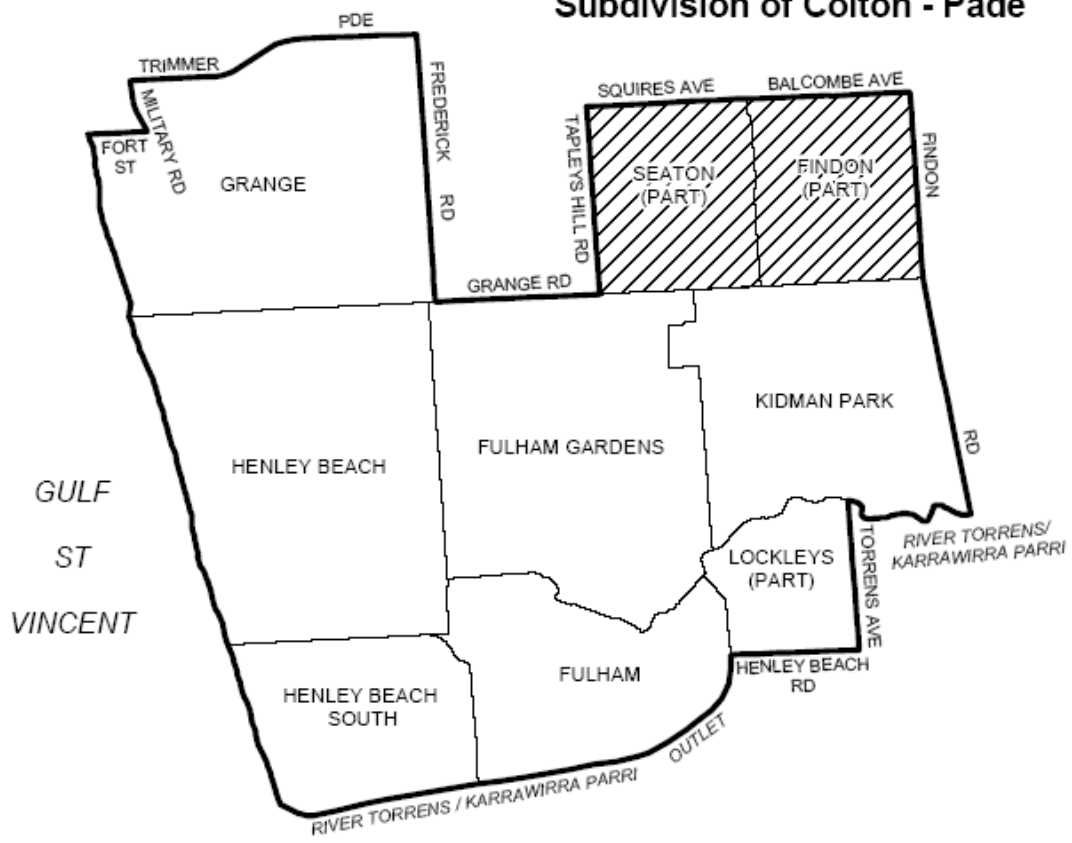 Subdivision of Colton - Pade
PDE
TRIMMER
MILITARY RD
FORT
ST
FREDERICK RD
GRANGE
SQUIRES AVE
BALCOMBE AVE
TAPLEYS HILL RD
SEATON
(PART)
FINDON
(PART)
FINDON
GRANGE RD
KIDMAN PARK
RD
FULHAM GARDENS
HENLEY BEACH
GULF
ST
VINCENT
LOCKLEYS
(PART)
TORRENS AVE
RIVER TORRENS/
KARRAWIRRA PARRI
HENLEY BEACH
RD
FULHAM
HENLEY BEACH
SOUTH
OUTLET
RIVER TORRENS / KARRAWIRRA PARRI